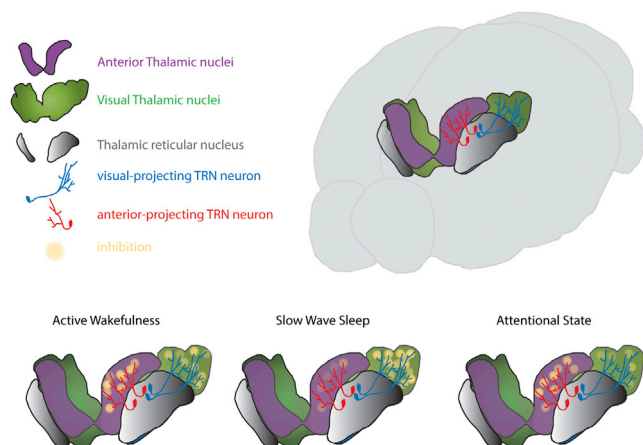 Anterior Thalamic nuclei
Visual Thalamic nuclei
Thalamic reticular nucleus
visual-projecting TRN neuron
anterior-projecting TRN neuron
inhibition
Active Wakefulness
Slow Wave Sleep
Attentional State